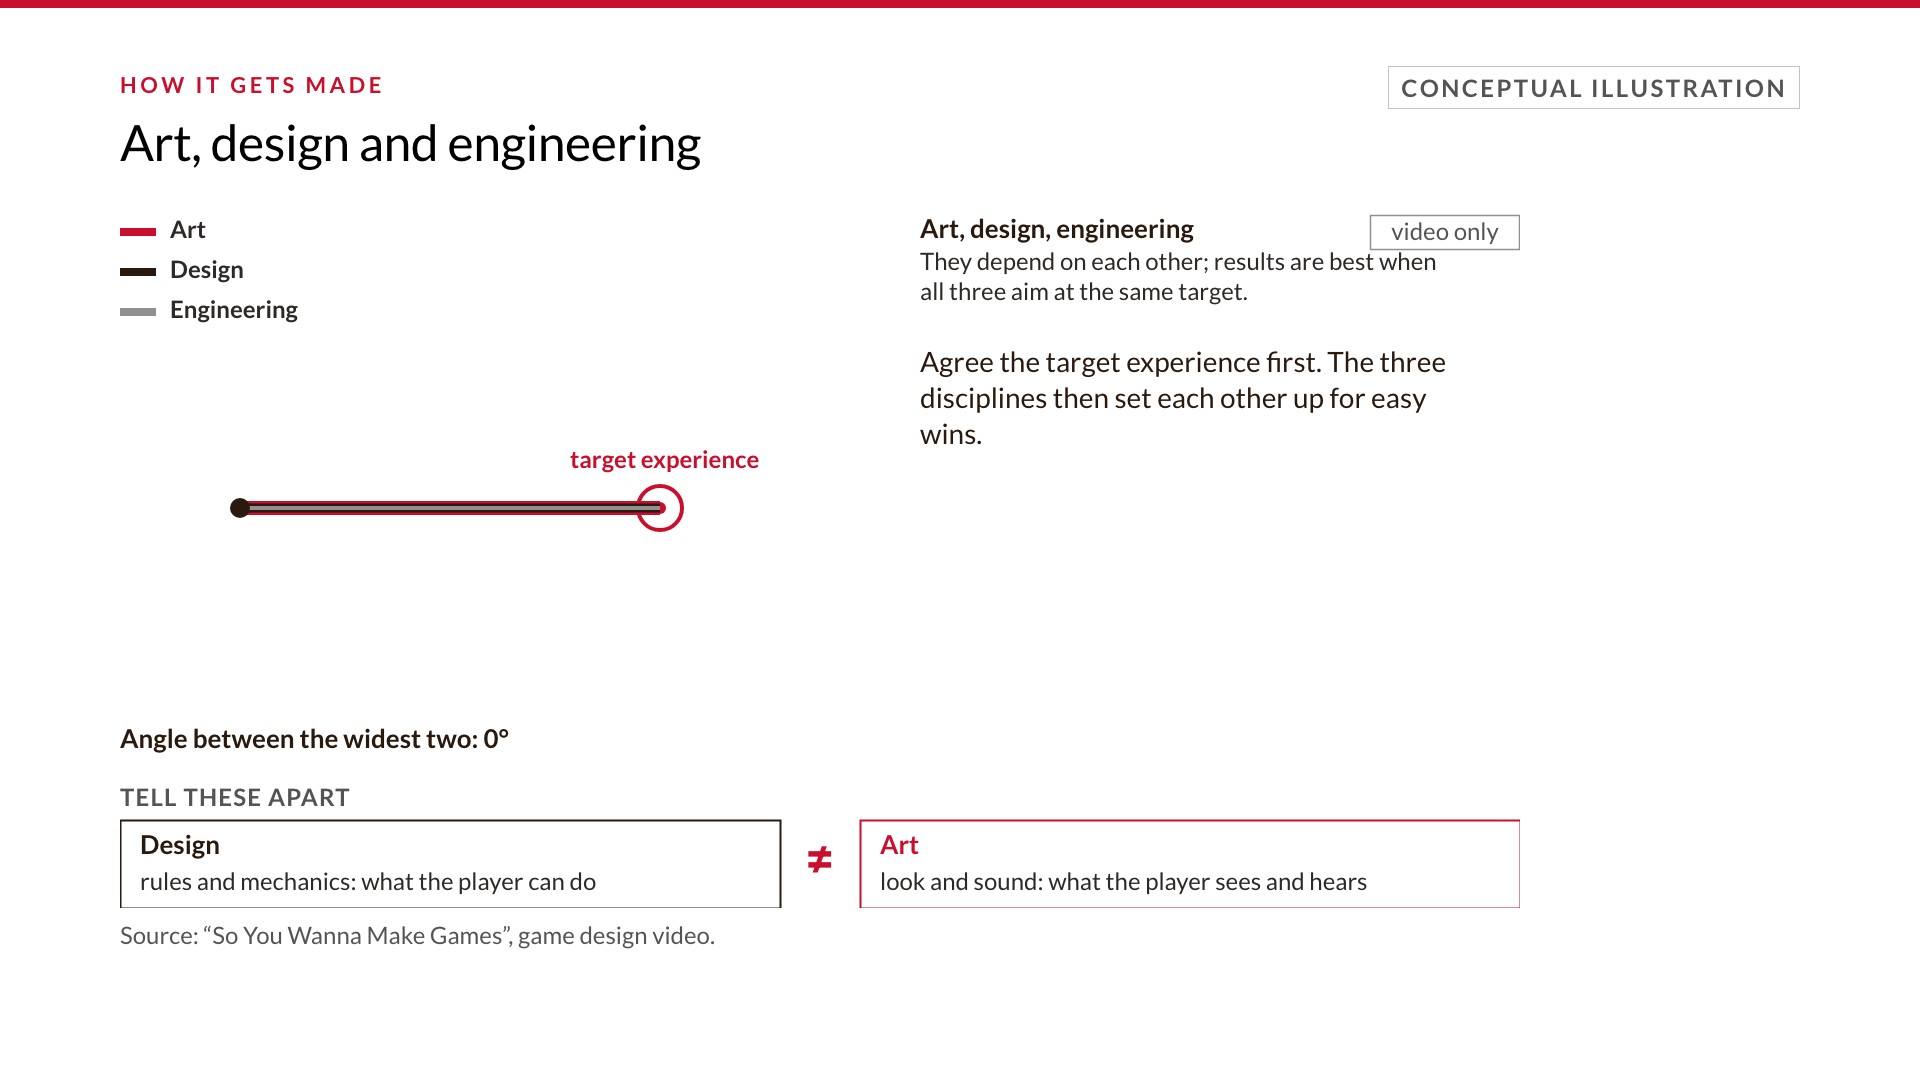 HOW IT GETS MADE
CONCEPTUAL ILLUSTRATION
Art, design and engineering
Art
Design
Engineering
Art, design, engineering
video only
They depend on each other; results are best when
all three aim at the same target.
Agree the target experience first. The three
disciplines then set each other up for easy
wins.
target experience
Angle between the widest two: 0°
TELL THESE APART
Design
rules and mechanics: what the player can do
≠
Art
look and sound: what the player sees and hears
Source: “So You Wanna Make Games”, game design video.